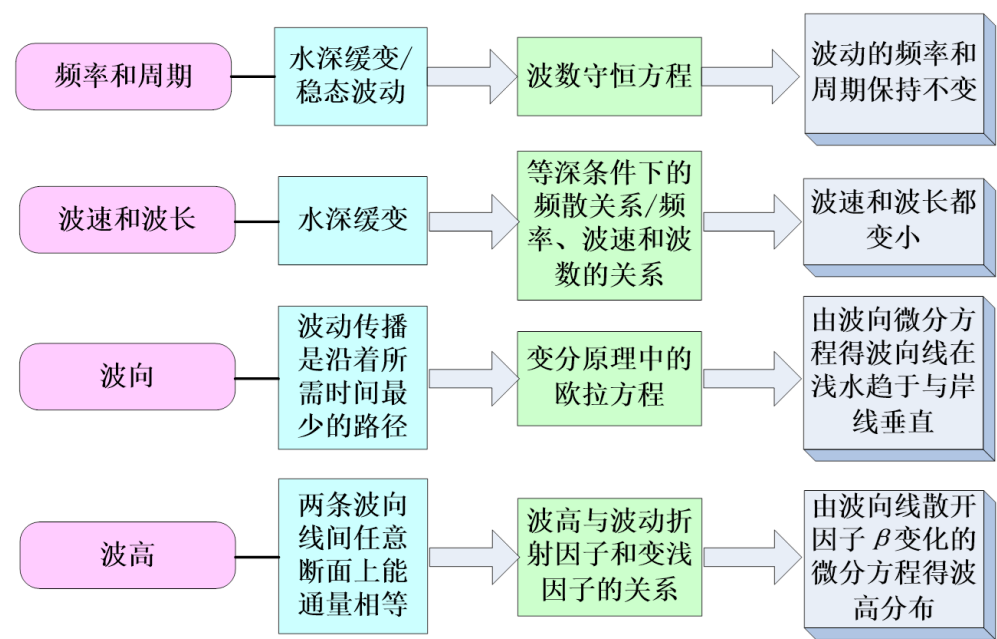 频率和周期
水深缓变/
稳态波动
波数守恒方程
波动的频率和
周期保持不变
波速和波长
水深缓变
等深条件下的
频散关系/频
率、波速和波
数的关系
波速和波长都
变小
波向
波动传播
是沿着所
需时间最
少的路径
变分原理中的
欧拉方程
由波向微分方
程得波向线在
浅水趋于与岸
线垂直
波高
两条波向
线间任意
断面上能
通量相等
波高与波动折
射因子和变浅
因子的关系
由波向线散开
因子β变化的
微分方程得波
高分布